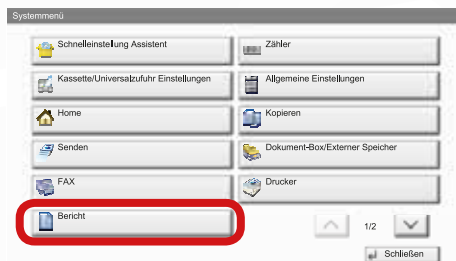 Systemmenü
Schnelleinstellung Assistent
Zähler
Kassette/Universalzufuhr Einstellungen
Allgemeine Einstellungen
Home
Kopieren
Senden
Dokument-Box/Externer Speicher
FAX
Drucker
Bericht
1/2
Schließen